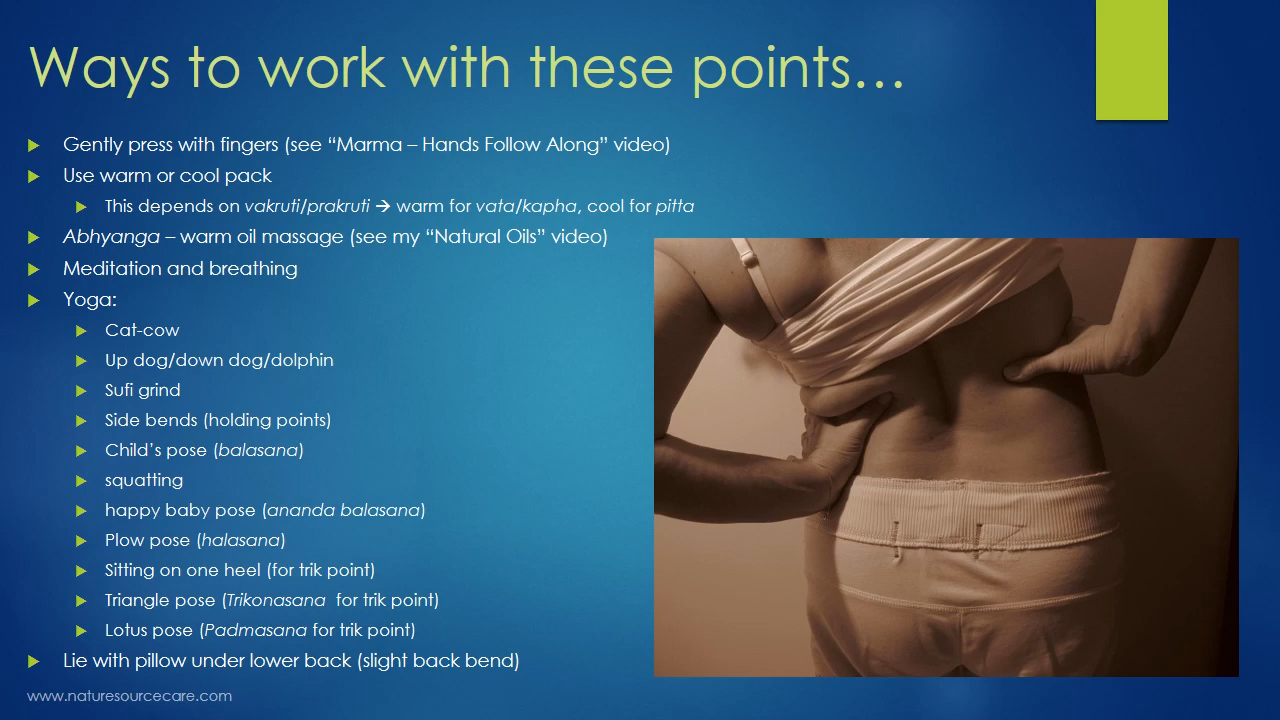 Ways to work with these points…
Gently press with fingers (see “Marma – Hands Follow Along” video)
Use warm or cool pack
This depends on vakruti/prakruti → warm for vata/kapha, cool for pitta
Abhyanga – warm oil massage (see my “Natural Oils” video)
Meditation and breathing
Yoga:
Cat-cow
Up dog/down dog/dolphin
Sufi grind
Side bends (holding points)
Child’s pose (balasana)
squatting
happy baby pose (ananda balasana)
Plow pose (halasana)
Sitting on one heel (for trik point)
Triangle pose (Trikonasana  for trik point)
Lotus pose (Padmasana for trik point)
Lie with pillow under lower back (slight back bend)
www.naturesourcecare.com